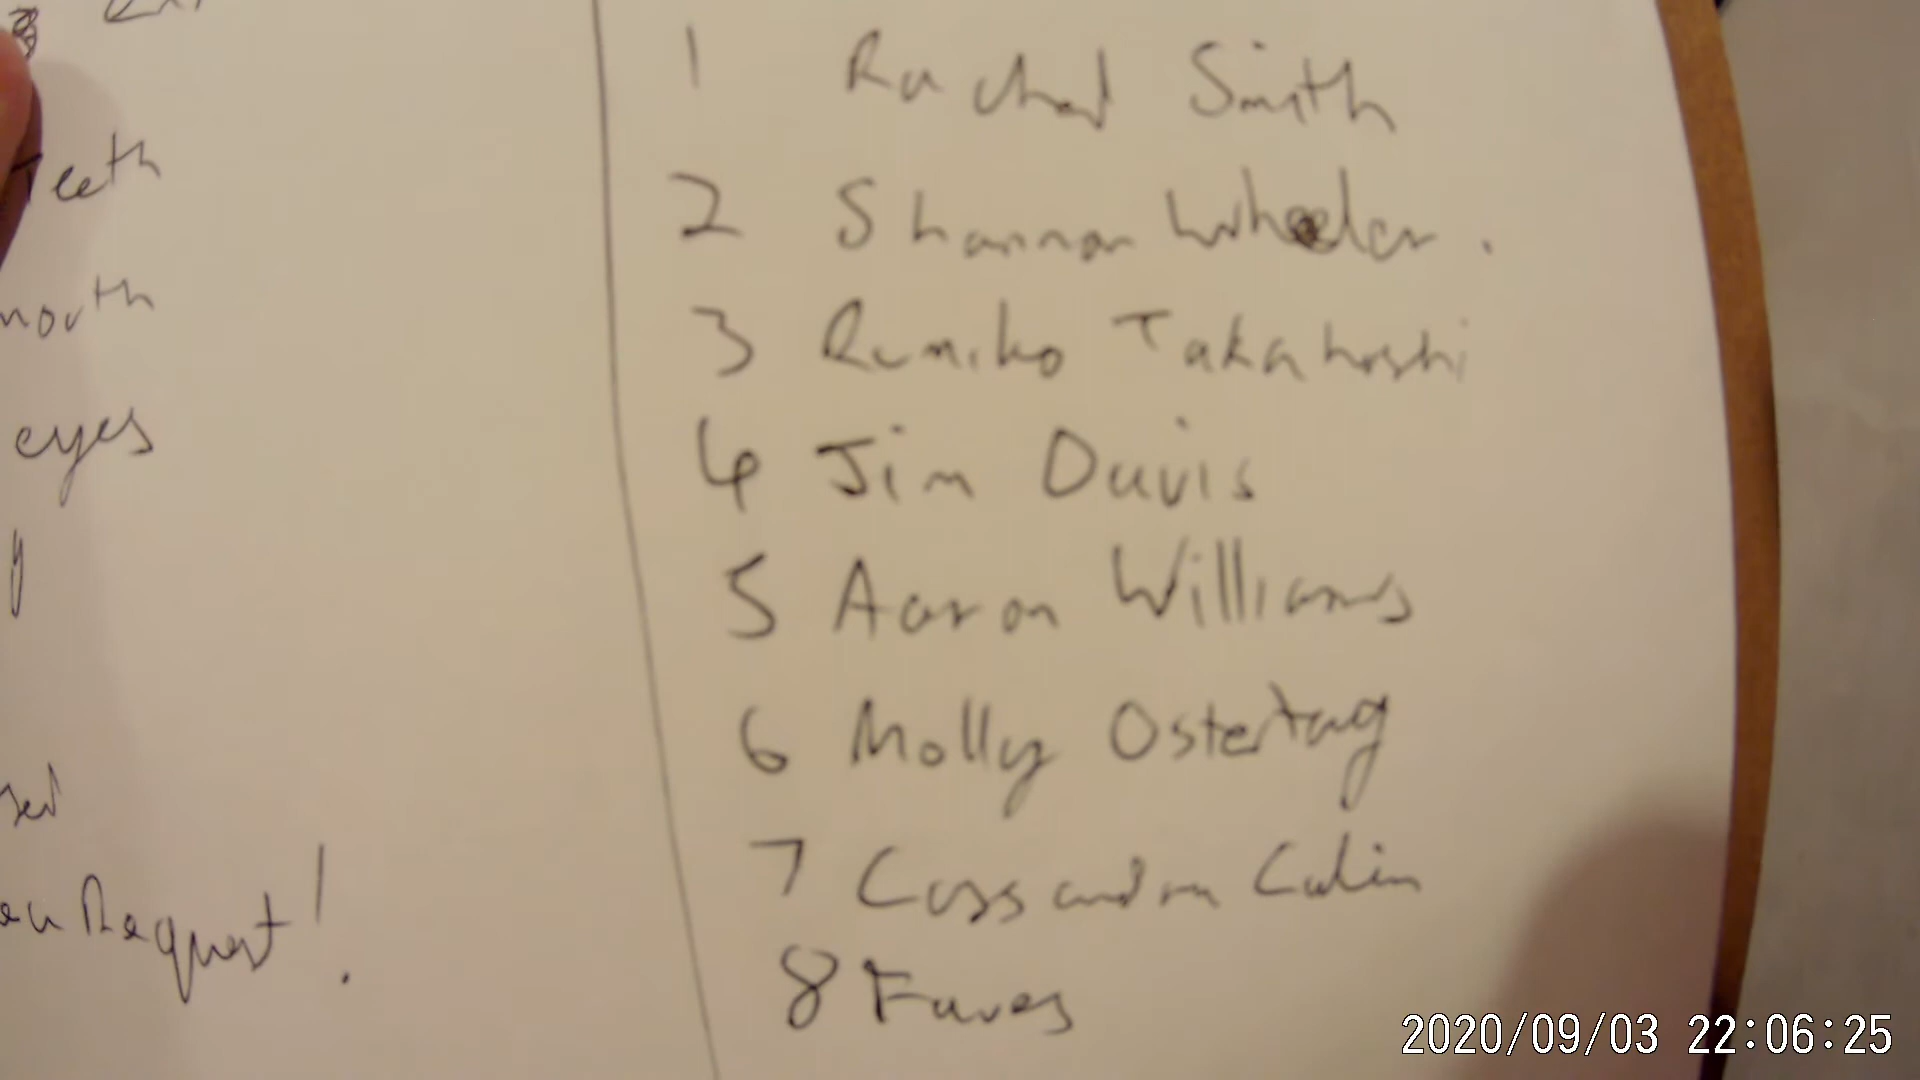 Teeth
mouth
eyes
Request!
1 Rachel Smith
2 Shannon Wheeler.
3 Rumiko Takahashi
4 Jim Davis
5 Aaron Williams
6 Molly Ostertag
7 Cassandra Calin
8 Faves
2020/09/03 22:06:25